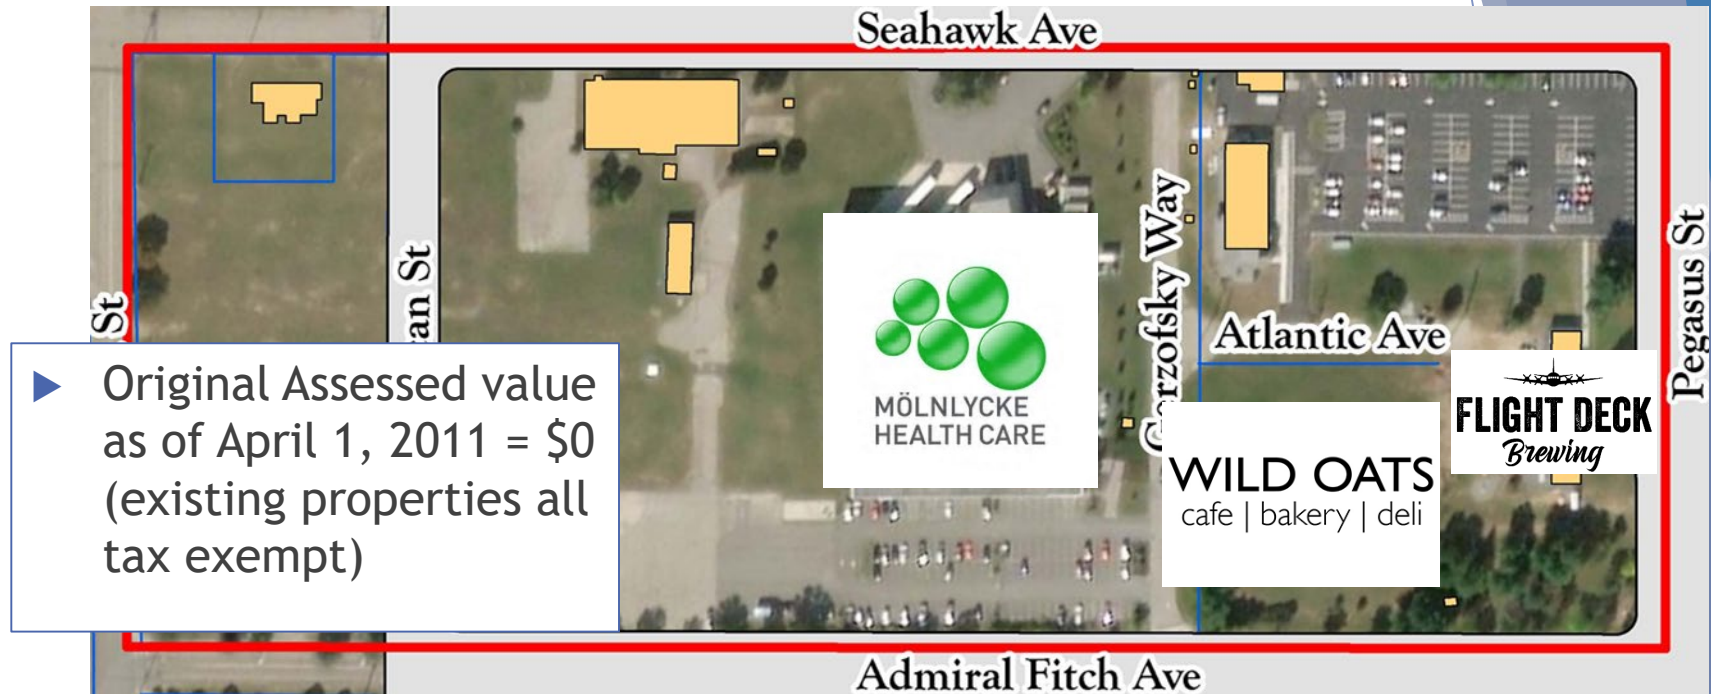 Seahawk Ave
St
an St
Gerzofsky Way
Pegasus St
Atlantic Ave
Original Assessed value
as of April 1, 2011 = $0
(existing properties all
tax exempt)
MÖLNLYCKE
HEALTH CARE
WILD OATS
cafe | bakery | deli
FLIGHT DECK
Brewing
Admiral Fitch Ave